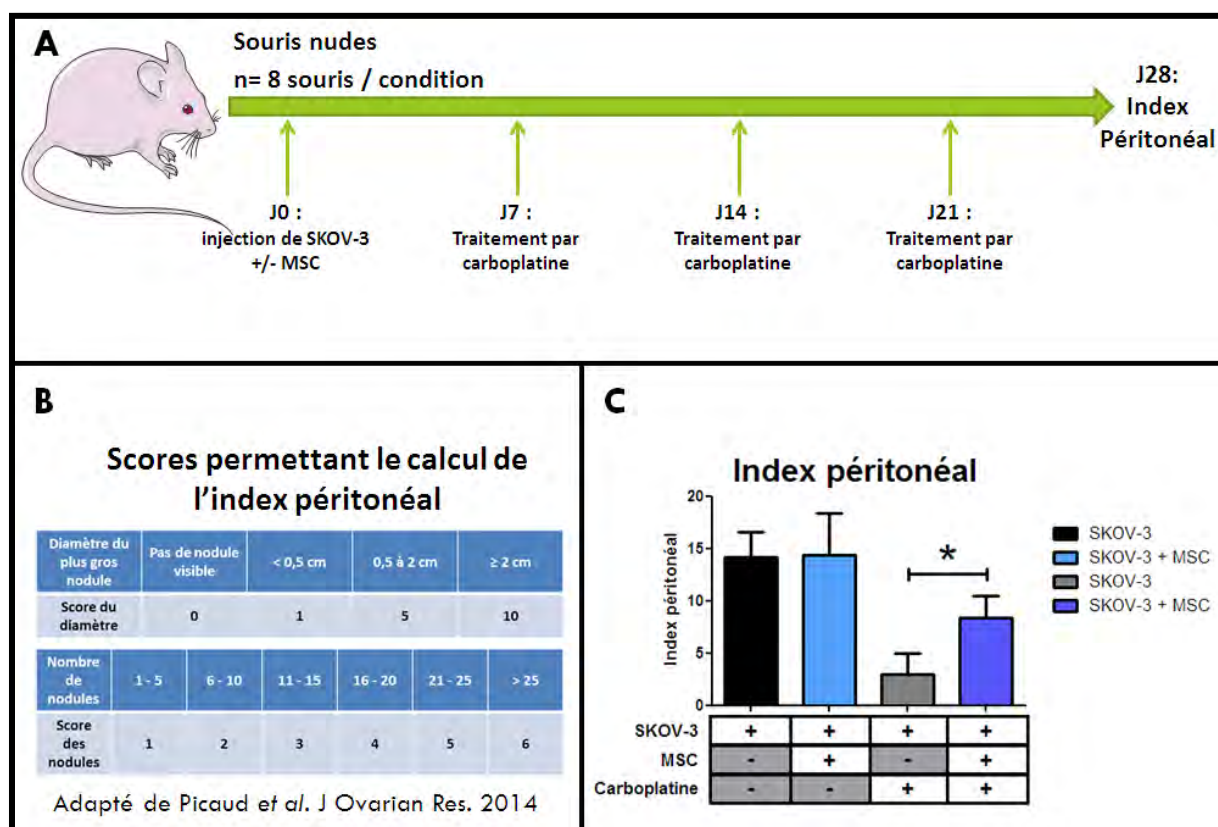 A
Souris nudes
n= 8 souris / condition
J28:
Index
Péritonéal
J0 :
injection de SKOV-3
+/- MSC
J7 :
Traitement par
carboplatine
J14 :
Traitement par
carboplatine
J21 :
Traitement par
carboplatine
B
Scores permettant le calcul de
l'index péritonéal
Diamètre du
plus gros
nodule
Pas de nodule
visible
< 0,5 cm
0,5 à 2 cm
≥ 2 cm
Score du
diamètre
0
1
5
10
Nombre
de
nodules
1 - 5
6 - 10
11 - 15
16 - 20
21 - 25
> 25
Score
des
nodules
1
2
3
4
5
6
Adapté de Picaud et al. J Ovarian Res. 2014
C
Index péritonéal
Index péritonéal
20
15
10
5
0
*
SKOV-3
SKOV-3 + MSC
SKOV-3
SKOV-3 + MSC
SKOV-3 + + + +
MSC - + - +
Carboplatine - - + +